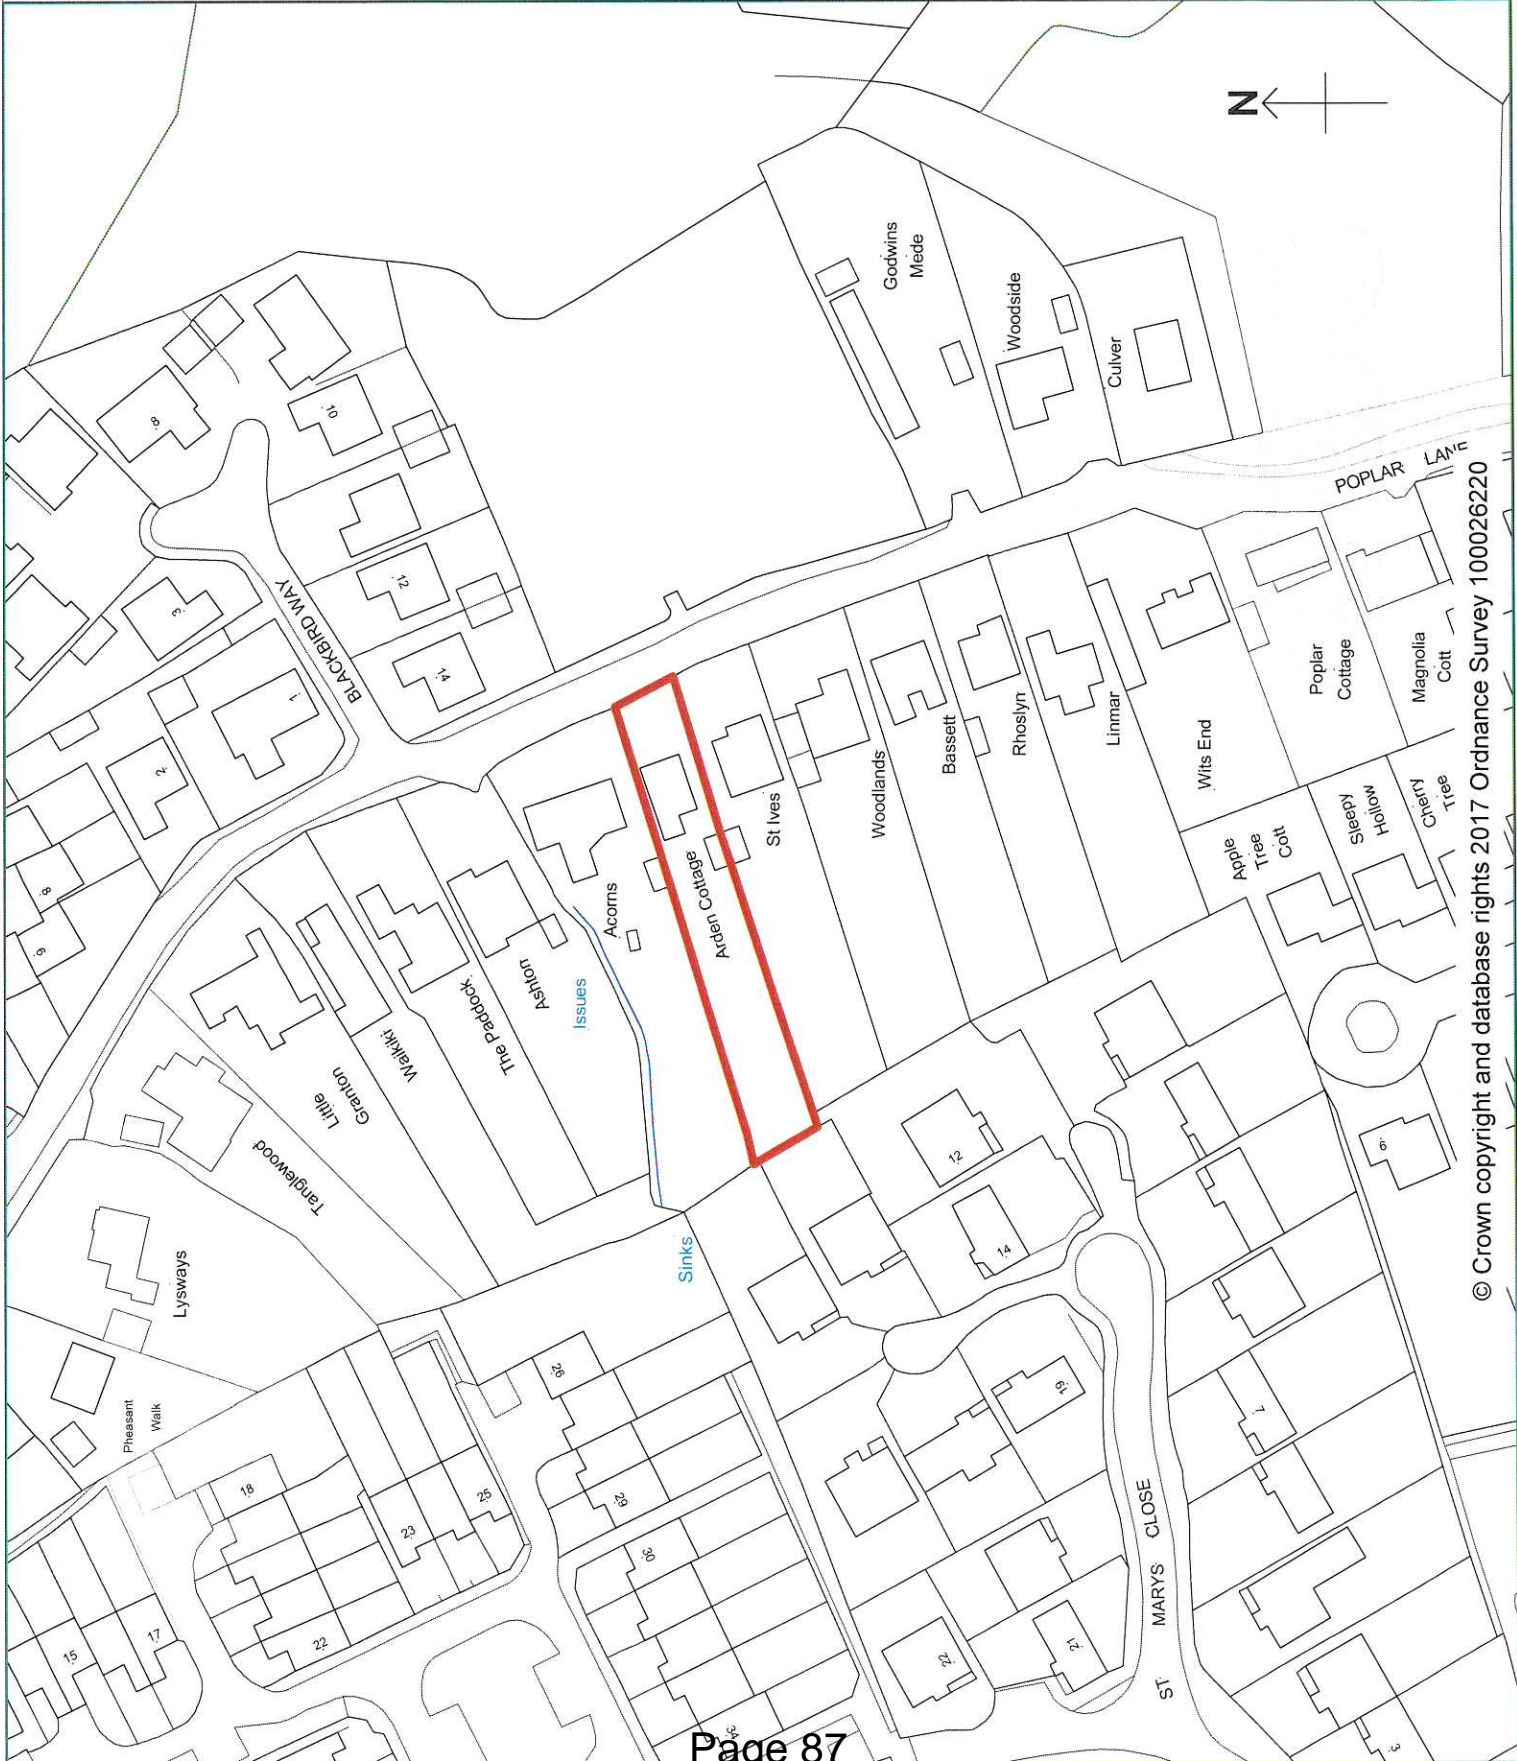 N
Godwins
Mede
Woodside
Culver
POPLAR LANE
8
10
3
BLACKBIRD WAY
12
14
1
2
8
9
Acorns
Arden Cottage
St Ives
Woodlands
Bassett
Rhoslyn
Linmar
Wits End
Poplar
Cottage
Magnolia
Cott
Apple
Tree
Cott
Sleepy
Hollow
Cherry
Tree
Issues
Ashton
The Paddock
Waikiki
Little
Granton
Tanglewood
Lysways
Sinks
Pheasant
Walk
12
14
6
26
18
25
23
29
30
19
7
15
17
22
22
21
34
3
ST MARYS CLOSE
© Crown copyright and database rights 2017 Ordnance Survey 100026220
Page 87